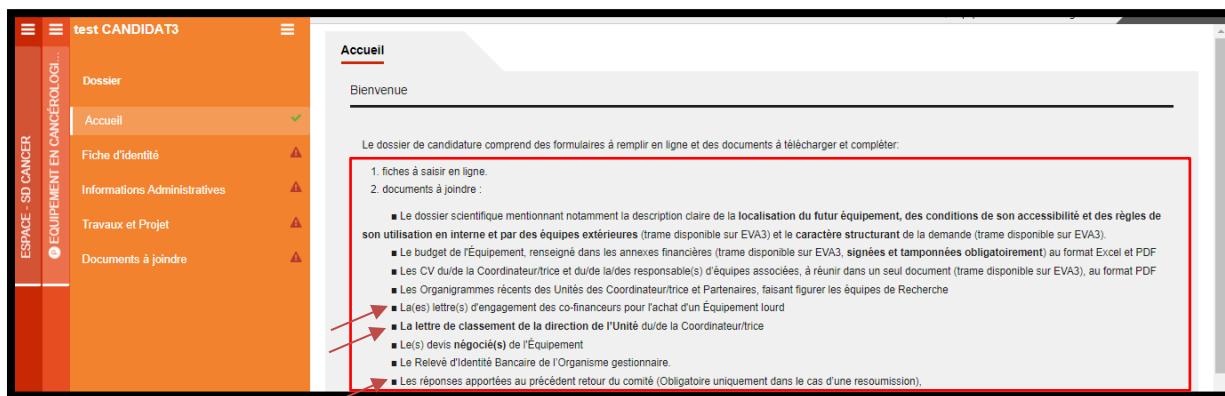 test CANDIDAT3
ESPACE - SD CANCER
EQUIPEMENT EN CANCÉROLOGI...
Dossier
Accueil
Fiche d'identité
Informations Administratives
Travaux et Projet
Documents à joindre
Accueil
Bienvenue
Le dossier de candidature comprend des formulaires à remplir en ligne et des documents à télécharger et compléter:
1. fiches à saisir en ligne.
2. documents à joindre :
■ Le dossier scientifique mentionnant notamment la description claire de la localisation du futur équipement, des conditions de son accessibilité et des règles de
son utilisation en interne et par des équipes extérieures (trame disponible sur EVA3) et le caractère structurant de la demande (trame disponible sur EVA3).
■ Le budget de l'Équipement, renseigné dans les annexes financières (trame disponible sur EVA3, signées et tamponnées obligatoirement) au format Excel et PDF
■ Les CV du/de la Coordinateur/trice et du/de la/des responsable(s) d'équipes associées, à réunir dans un seul document (trame disponible sur EVA3), au format PDF
■ Les Organigrammes récents des Unités des Coordinateur/trice et Partenaires, faisant figurer les équipes de Recherche
■ La(es) lettre(s) d'engagement des co-financeurs pour l'achat d'un Équipement lourd
■ La lettre de classement de la direction de l'Unité du/de la Coordinateur/trice
■ Le(s) devis négocié(s) de l'Équipement
■ Le Relevé d'Identité Bancaire de l'Organisme gestionnaire.
■ Les réponses apportées au précédent retour du comité (Obligatoire uniquement dans le cas d'une resoumission),